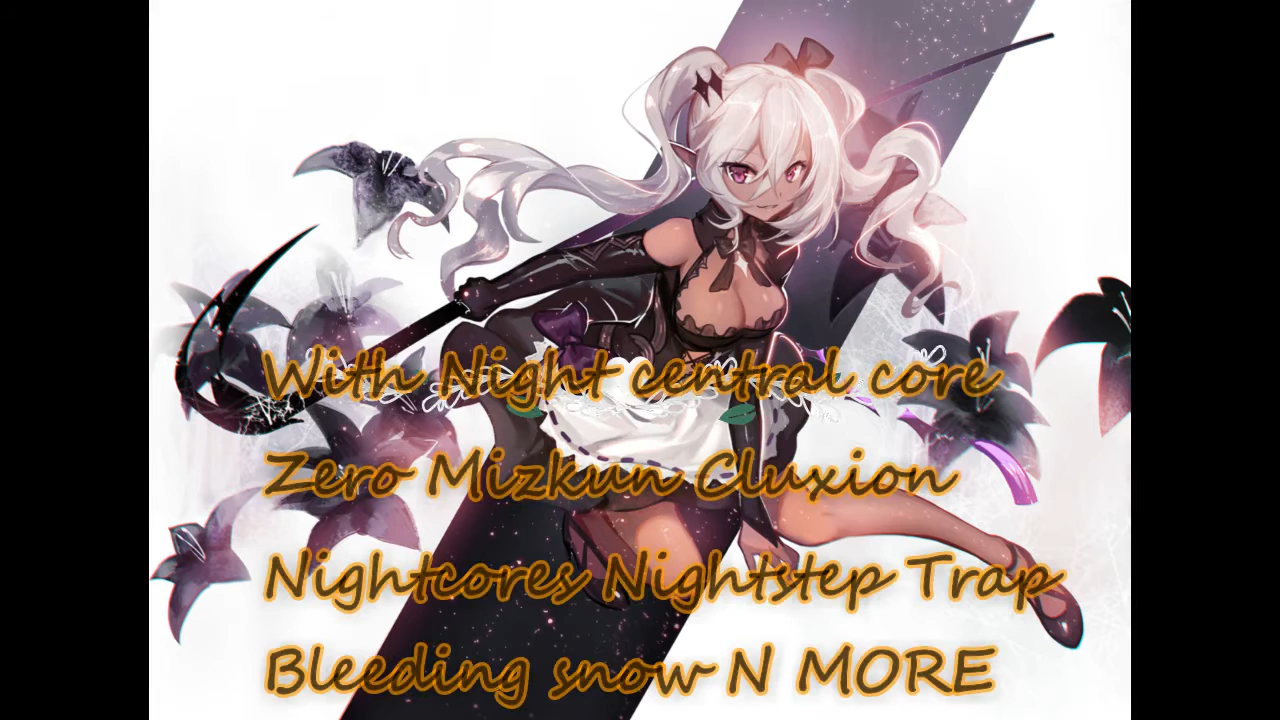 With Night central core
Zero Mizkun Cluxion
Nightcores Nightstep Trap
Bleeding snow N MORE